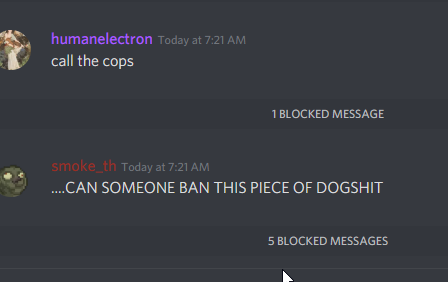 humanelectron Today at 7:21 AM
call the cops
1 BLOCKED MESSAGE
smoke_th Today at 7:21 AM
....CAN SOMEONE BAN THIS PIECE OF DOGSHIT
5 BLOCKED MESSAGES